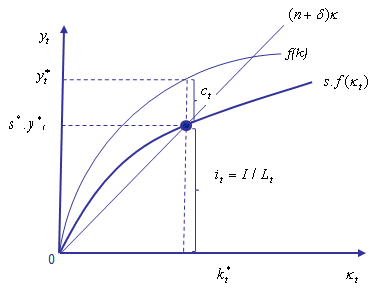 (n + δ)κ
y_t
f(k)
y_t^*
s.f(κ_t)
c_t
s^*.y^*_t
i_t = I / L_t
0
k_t^*
κ_t